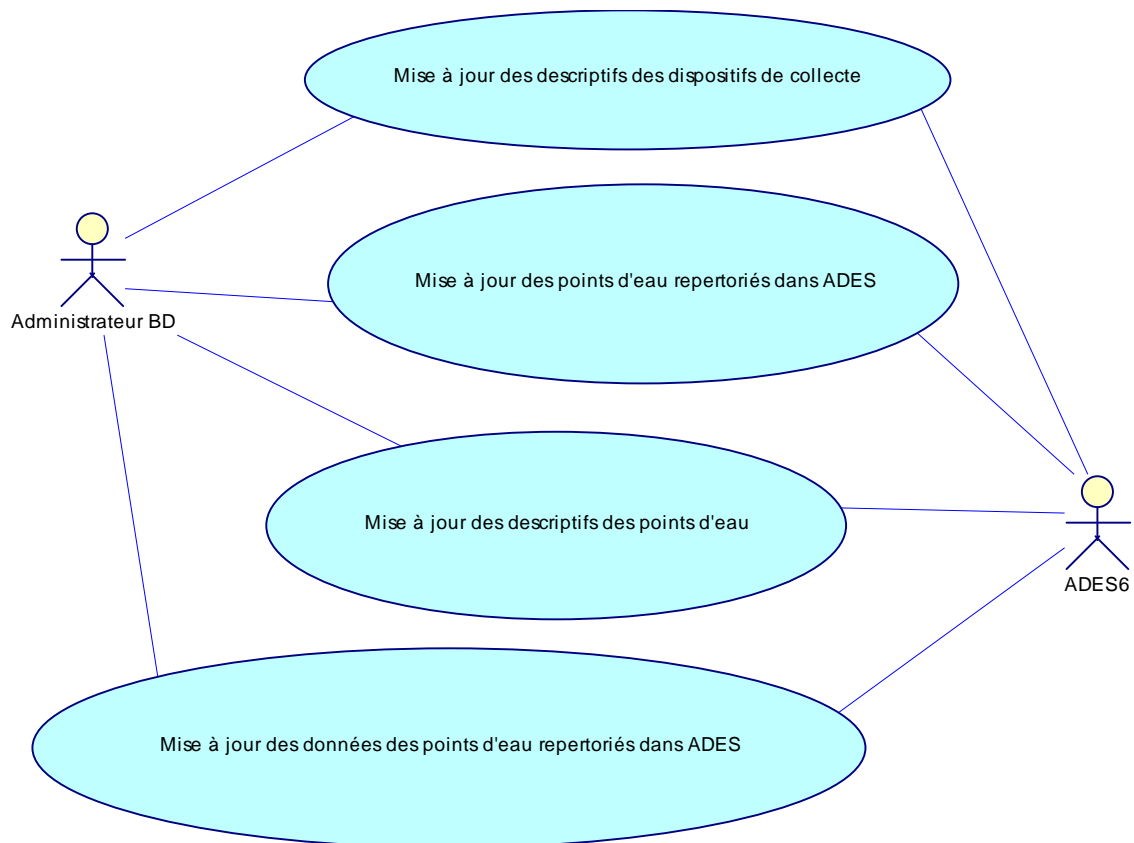 Mise à jour des descriptifs des dispositifs de collecte
Mise à jour des points d'eau repertoriés dans ADES
Administrateur BD
Mise à jour des descriptifs des points d'eau
ADES6
Mise à jour des données des points d'eau repertoriés dans ADES